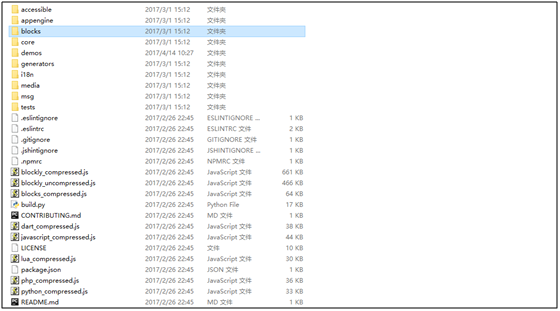 accessible 2017/3/1 15:12 文件夹
appengine 2017/3/1 15:12 文件夹
blocks 2017/3/1 15:12 文件夹
core 2017/3/1 15:12 文件夹
demos 2017/4/14 10:27 文件夹
generators 2017/3/1 15:12 文件夹
i18n 2017/3/1 15:12 文件夹
media 2017/3/1 15:12 文件夹
msg 2017/3/1 15:12 文件夹
tests 2017/3/1 15:12 文件夹
.eslintignore 2017/2/26 22:45 ESLINTIGNORE ... 1 KB
.eslintrc 2017/2/26 22:45 ESLINTRC 文件 2 KB
.gitignore 2017/2/26 22:45 GITIGNORE 文件 1 KB
.jshintignore 2017/2/26 22:45 JSHINTIGNORE ... 1 KB
.npmrc 2017/2/26 22:45 NPMRC 文件 1 KB
blockly_compressed.js 2017/2/26 22:45 JavaScript 文件 661 KB
blockly_uncompressed.js 2017/2/26 22:45 JavaScript 文件 466 KB
blocks_compressed.js 2017/2/26 22:45 JavaScript 文件 64 KB
build.py 2017/2/26 22:45 Python File 17 KB
CONTRIBUTING.md 2017/2/26 22:45 MD 文件 1 KB
dart_compressed.js 2017/2/26 22:45 JavaScript 文件 38 KB
javascript_compressed.js 2017/2/26 22:45 JavaScript 文件 44 KB
LICENSE 2017/2/26 22:45 文件 10 KB
lua_compressed.js 2017/2/26 22:45 JavaScript 文件 30 KB
package.json 2017/2/26 22:45 JSON 文件 1 KB
php_compressed.js 2017/2/26 22:45 JavaScript 文件 36 KB
python_compressed.js 2017/2/26 22:45 JavaScript 文件 33 KB
README.md 2017/2/26 22:45 MD 文件 1 KB